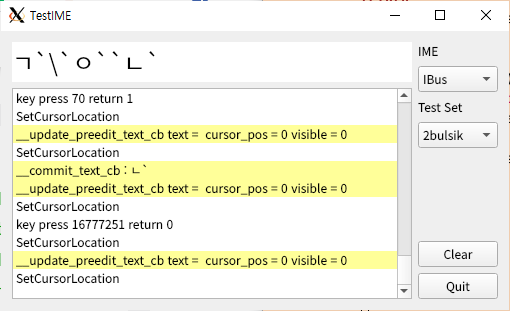 TestIME
ㄱ`\`ㅇ``ㄴ`
IME
IBus
Test Set
2bulsik
key press 70 return 1
SetCursorLocation
__update_preedit_text_cb text =  cursor_pos = 0 visible = 0
SetCursorLocation
__commit_text_cb : ㄴ`
__update_preedit_text_cb text =  cursor_pos = 0 visible = 0
SetCursorLocation
key press 16777251 return 0
SetCursorLocation
__update_preedit_text_cb text =  cursor_pos = 0 visible = 0
SetCursorLocation
Clear
Quit